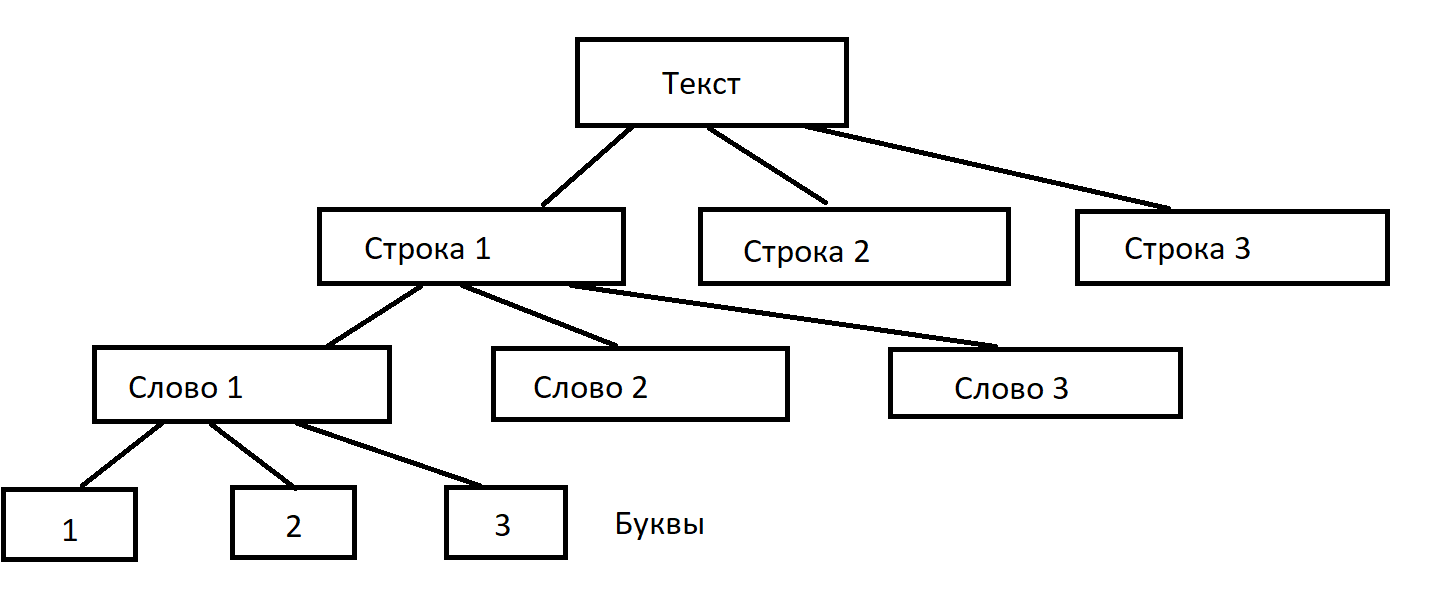 Текст
Строка 1
Строка 2
Строка 3
Слово 1
Слово 2
Слово 3
1
2
3
Буквы